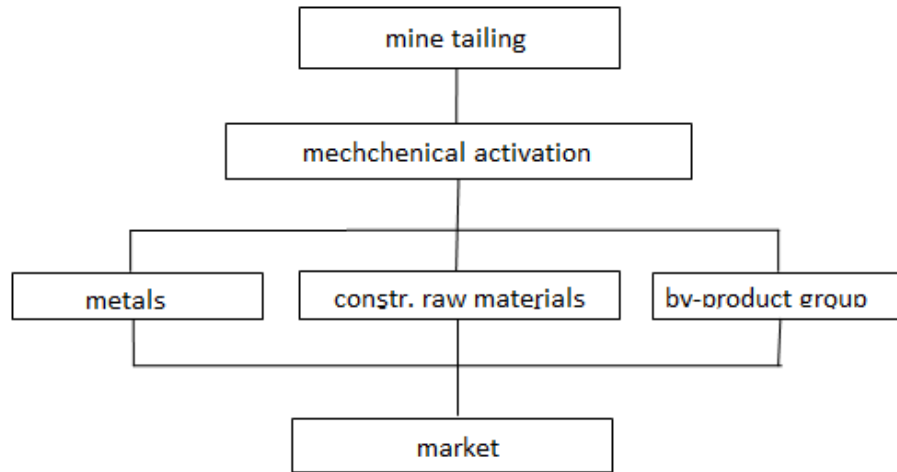 mine tailing
mechchenical activation
metals
constr. raw materials
by-product group
market